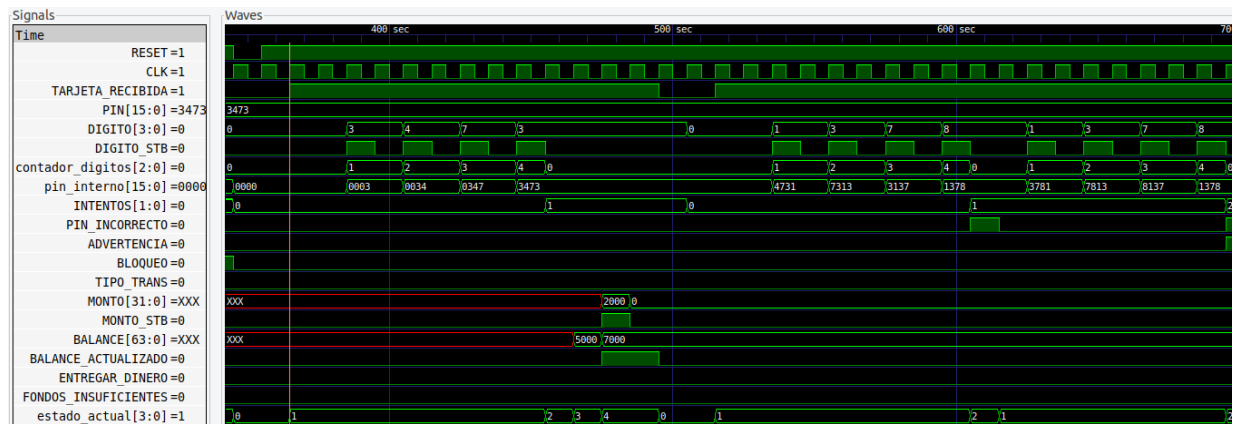 Signals Waves
Time 400 sec 500 sec 600 sec 70
RESET=1
CLK=1
TARJETA_RECIBIDA=1
PIN[15:0]=3473 3473
DIGITO[3:0]=0 0 3 4 7 3 0 1 3 7 8 1 3 7 8
DIGITO_STB=0
contador_digitos[2:0]=0 0 1 2 3 4 0 1 2 3 4 0 1 2 3 4 0
pin_interno[15:0]=0000 0000 0003 0034 0347 3473 4731 7313 3137 1378 3781 7813 8137 1378
INTENTOS[1:0]=0 0 1 0 1 2
PIN_INCORRECTO=0
ADVERTENCIA=0
BLOQUEO=0
TIPO_TRANS=0
MONTO[31:0]=XXX XXX 2000 0
MONTO_STB=0
BALANCE[63:0]=XXX XXX 5000 7000
BALANCE_ACTUALIZADO=0
ENTREGAR_DINERO=0
FONDOS_INSUFICIENTES=0
estado_actual[3:0]=1 0 1 2 3 4 0 1 2 1 2